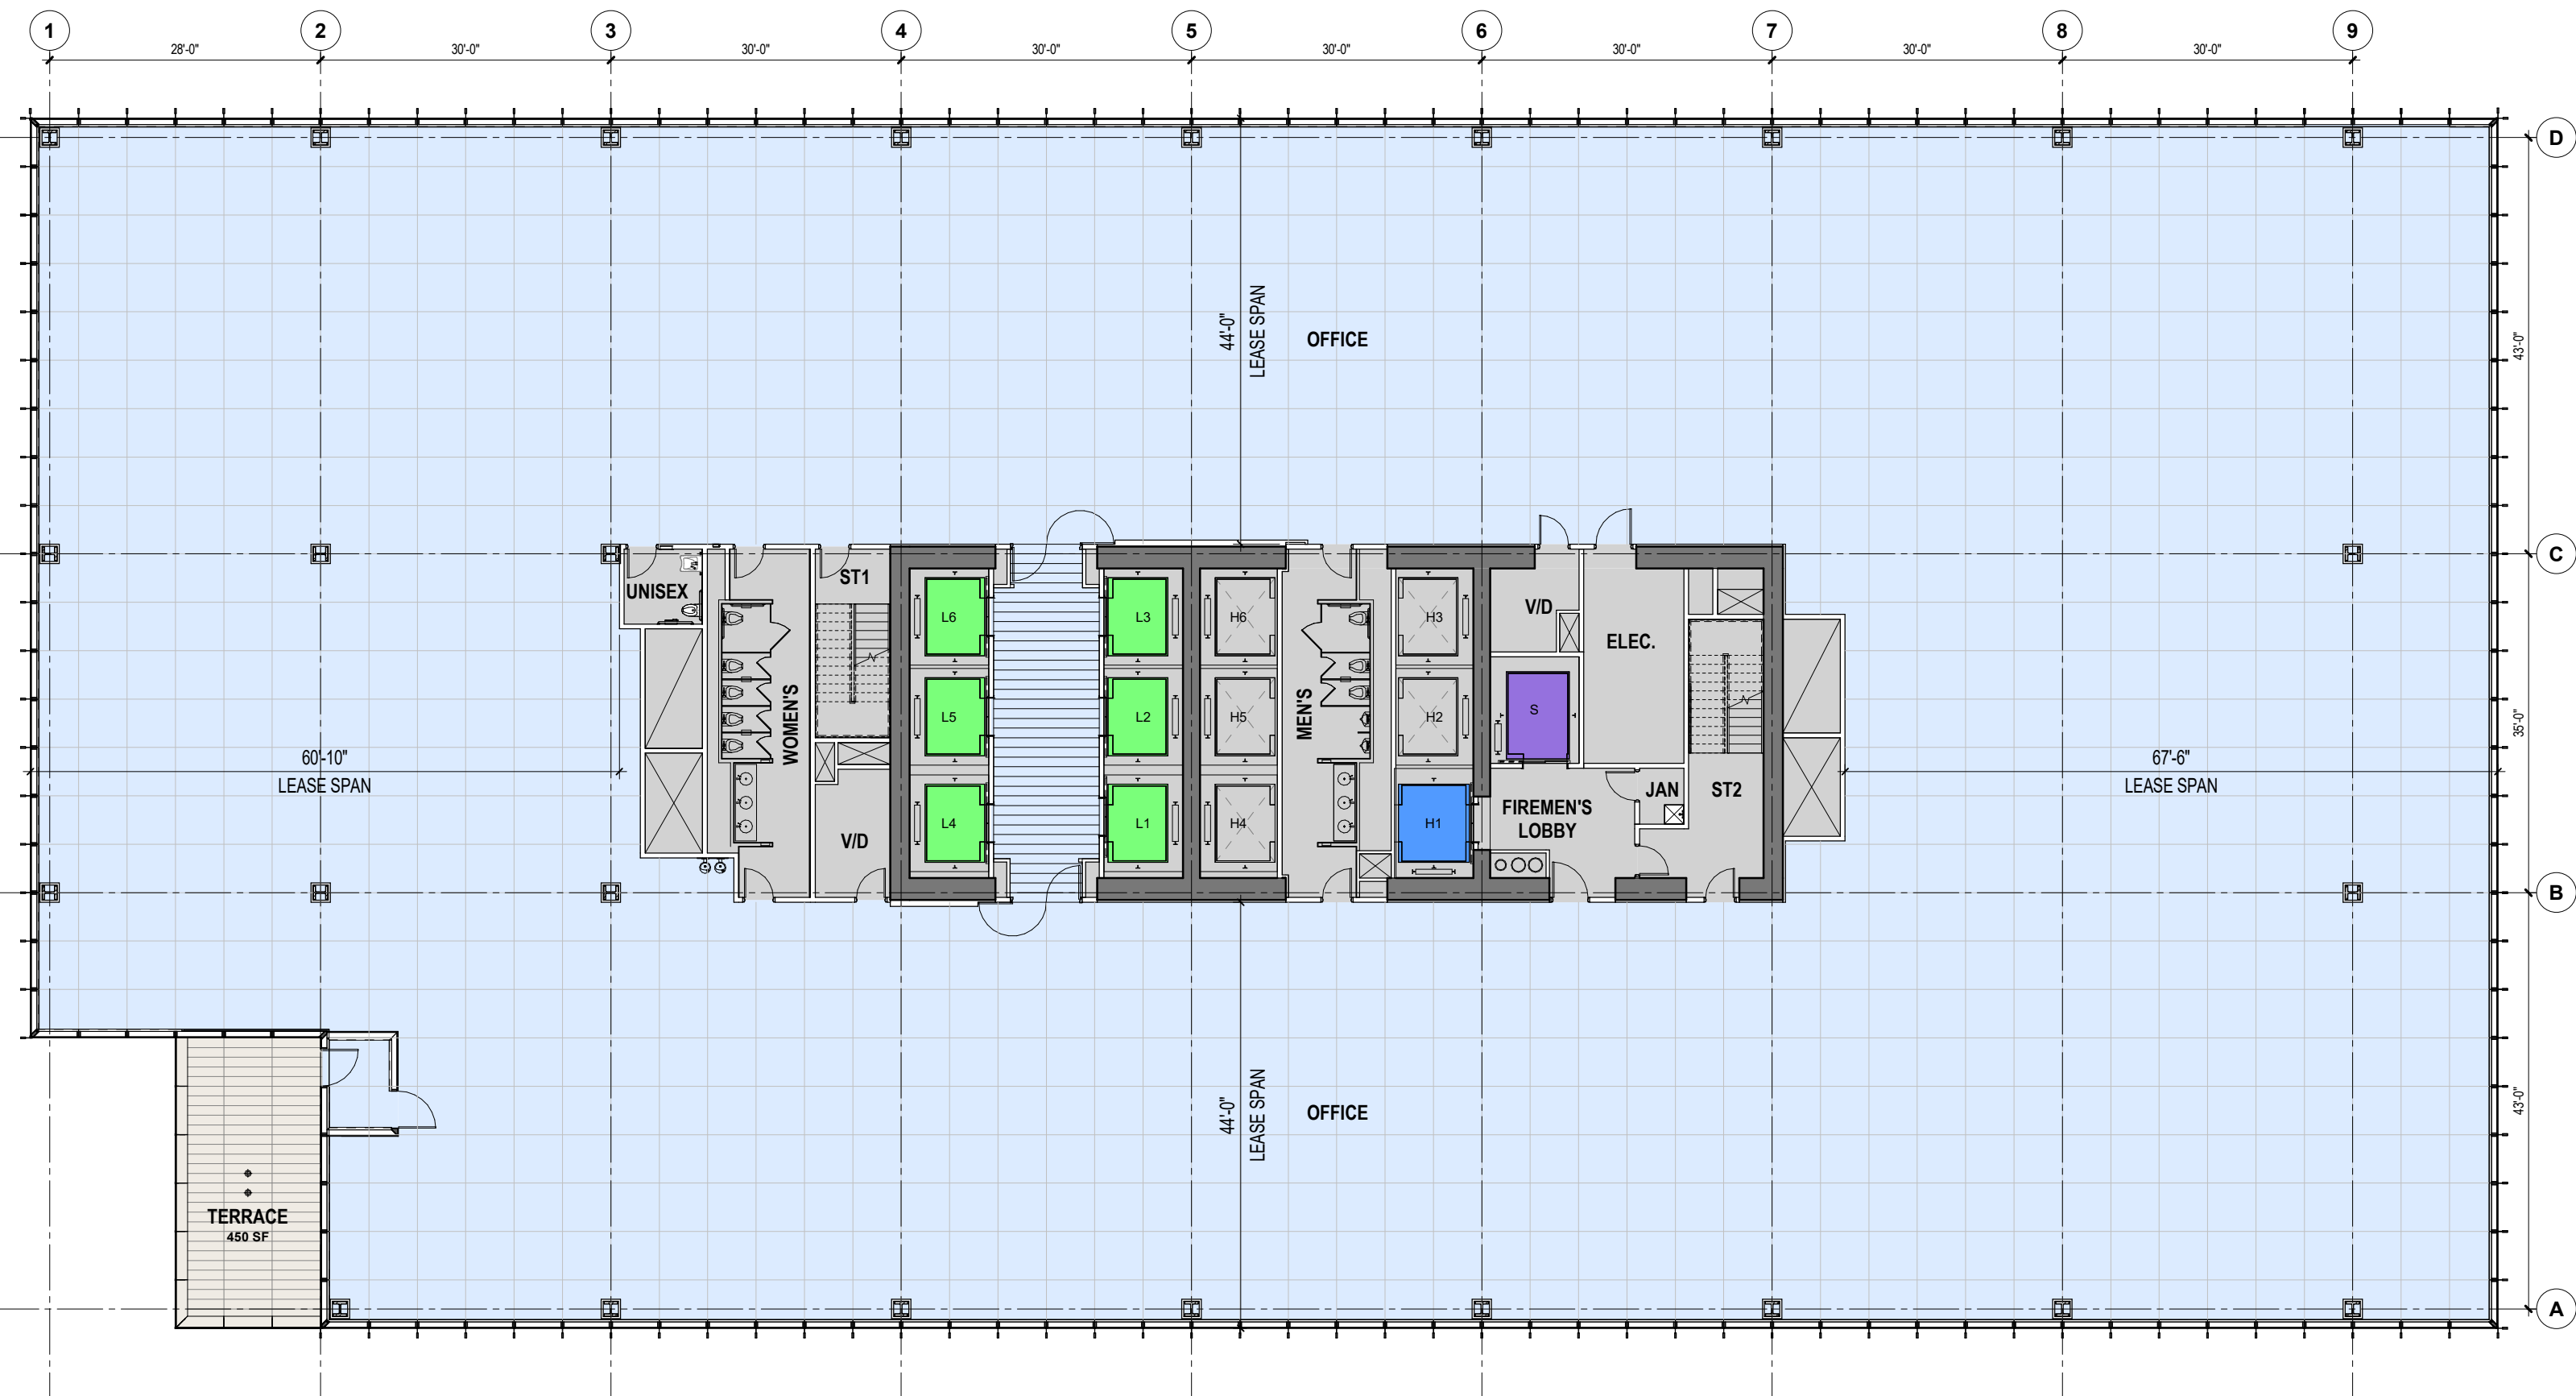 1 2 3 4 5 6 7 8 9
28'-0" 30'-0" 30'-0" 30'-0" 30'-0" 30'-0" 30'-0" 30'-0"
D
44'-0"
LEASE SPAN
OFFICE
43'-0"
C
UNISEX
ST1
WOMEN'S
V/D
L6
L5
L4
L3
L2
L1
H6
H5
H4
MEN'S
H3
H2
H1
V/D
S
ELEC.
FIREMEN'S
LOBBY
JAN
ST2
60'-10"
LEASE SPAN
67'-6"
LEASE SPAN
35'-0"
B
44'-0"
LEASE SPAN
OFFICE
43'-0"
TERRACE
450 SF
A